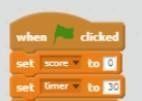 when clicked
set score to 0
set timer to 30